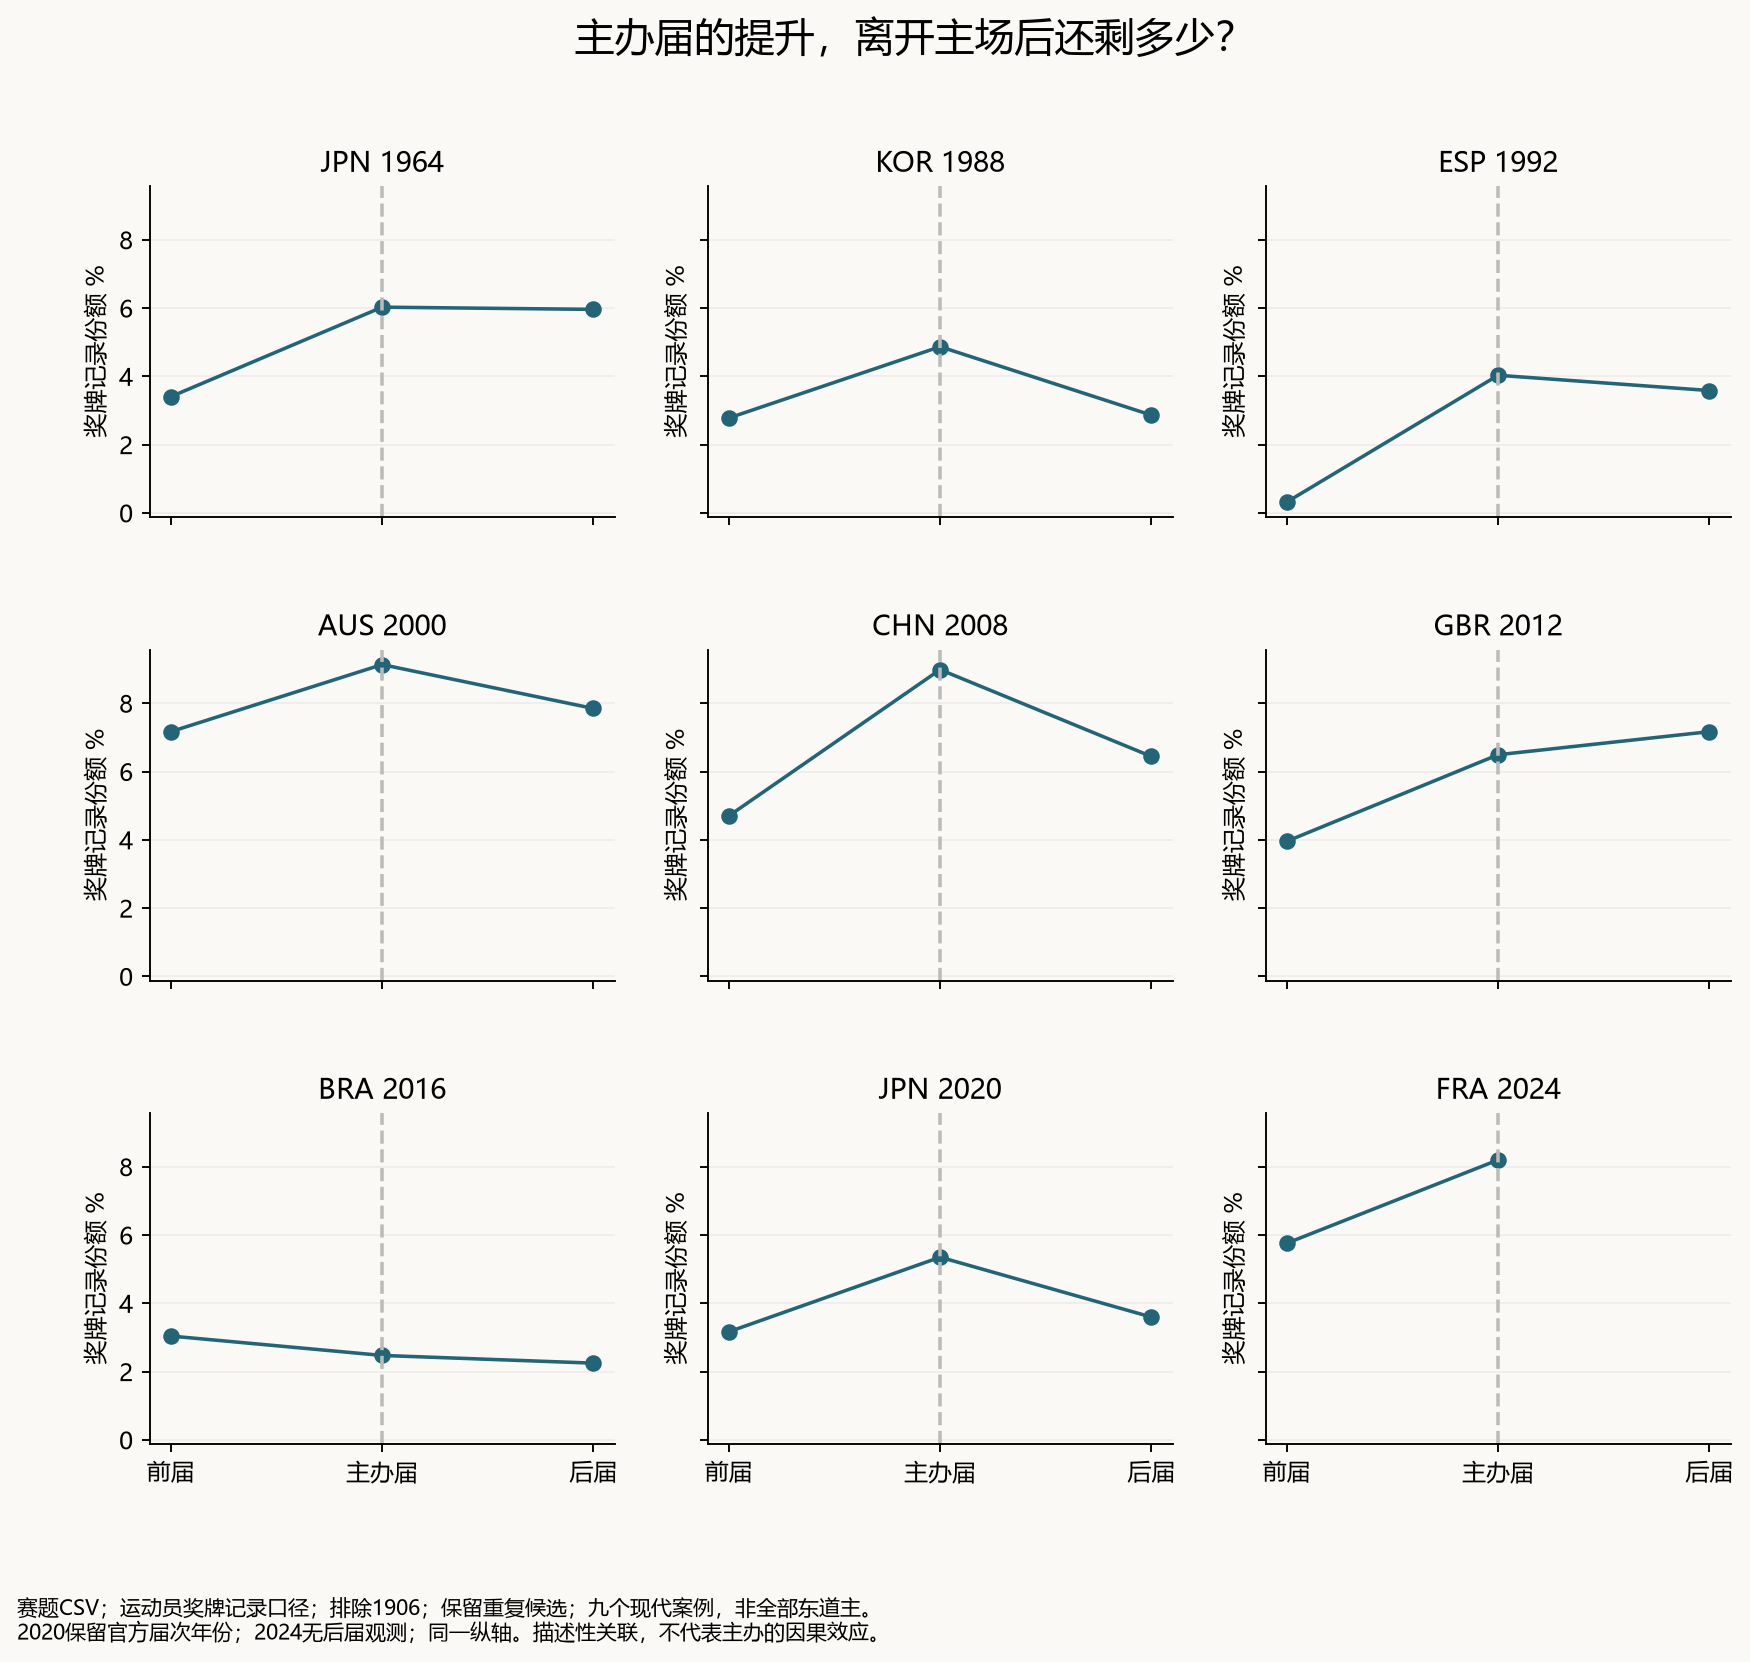 主办届的提升，离开主场后还剩多少？
JPN 1964
KOR 1988
ESP 1992
奖牌记录份额 %
8
6
4
2
0
奖牌记录份额 %
奖牌记录份额 %
AUS 2000
CHN 2008
GBR 2012
奖牌记录份额 %
8
6
4
2
0
奖牌记录份额 %
奖牌记录份额 %
BRA 2016
JPN 2020
FRA 2024
奖牌记录份额 %
8
6
4
2
0
奖牌记录份额 %
奖牌记录份额 %
前届 主办届 后届
前届 主办届 后届
前届 主办届 后届
赛题CSV；运动员奖牌记录口径；排除1906；保留重复候选；九个现代案例，非全部东道主。
2020保留官方届次年份；2024无后届观测；同一纵轴。描述性关联，不代表主办的因果效应。